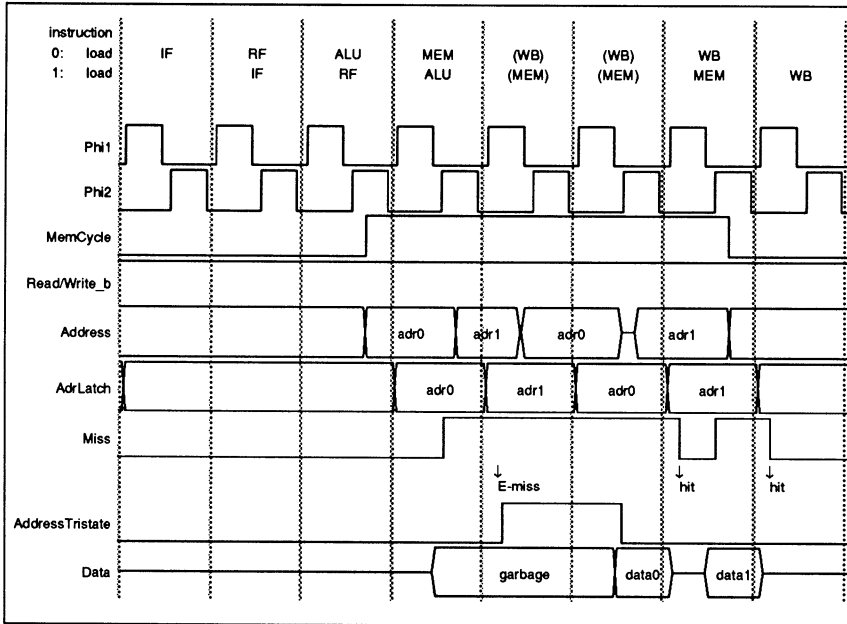 instruction
0: load IF RF ALU MEM (WB) (WB) WB
1: load IF RF ALU (MEM) (MEM) MEM WB
Phi1
Phi2
MemCycle
Read/Write_b
Address adr0 adr1 adr0 adr1
AdrLatch adr0 adr1 adr0 adr1
Miss
↓ ↓ ↓
E-miss hit hit
AddressTristate
Data garbage data0 data1